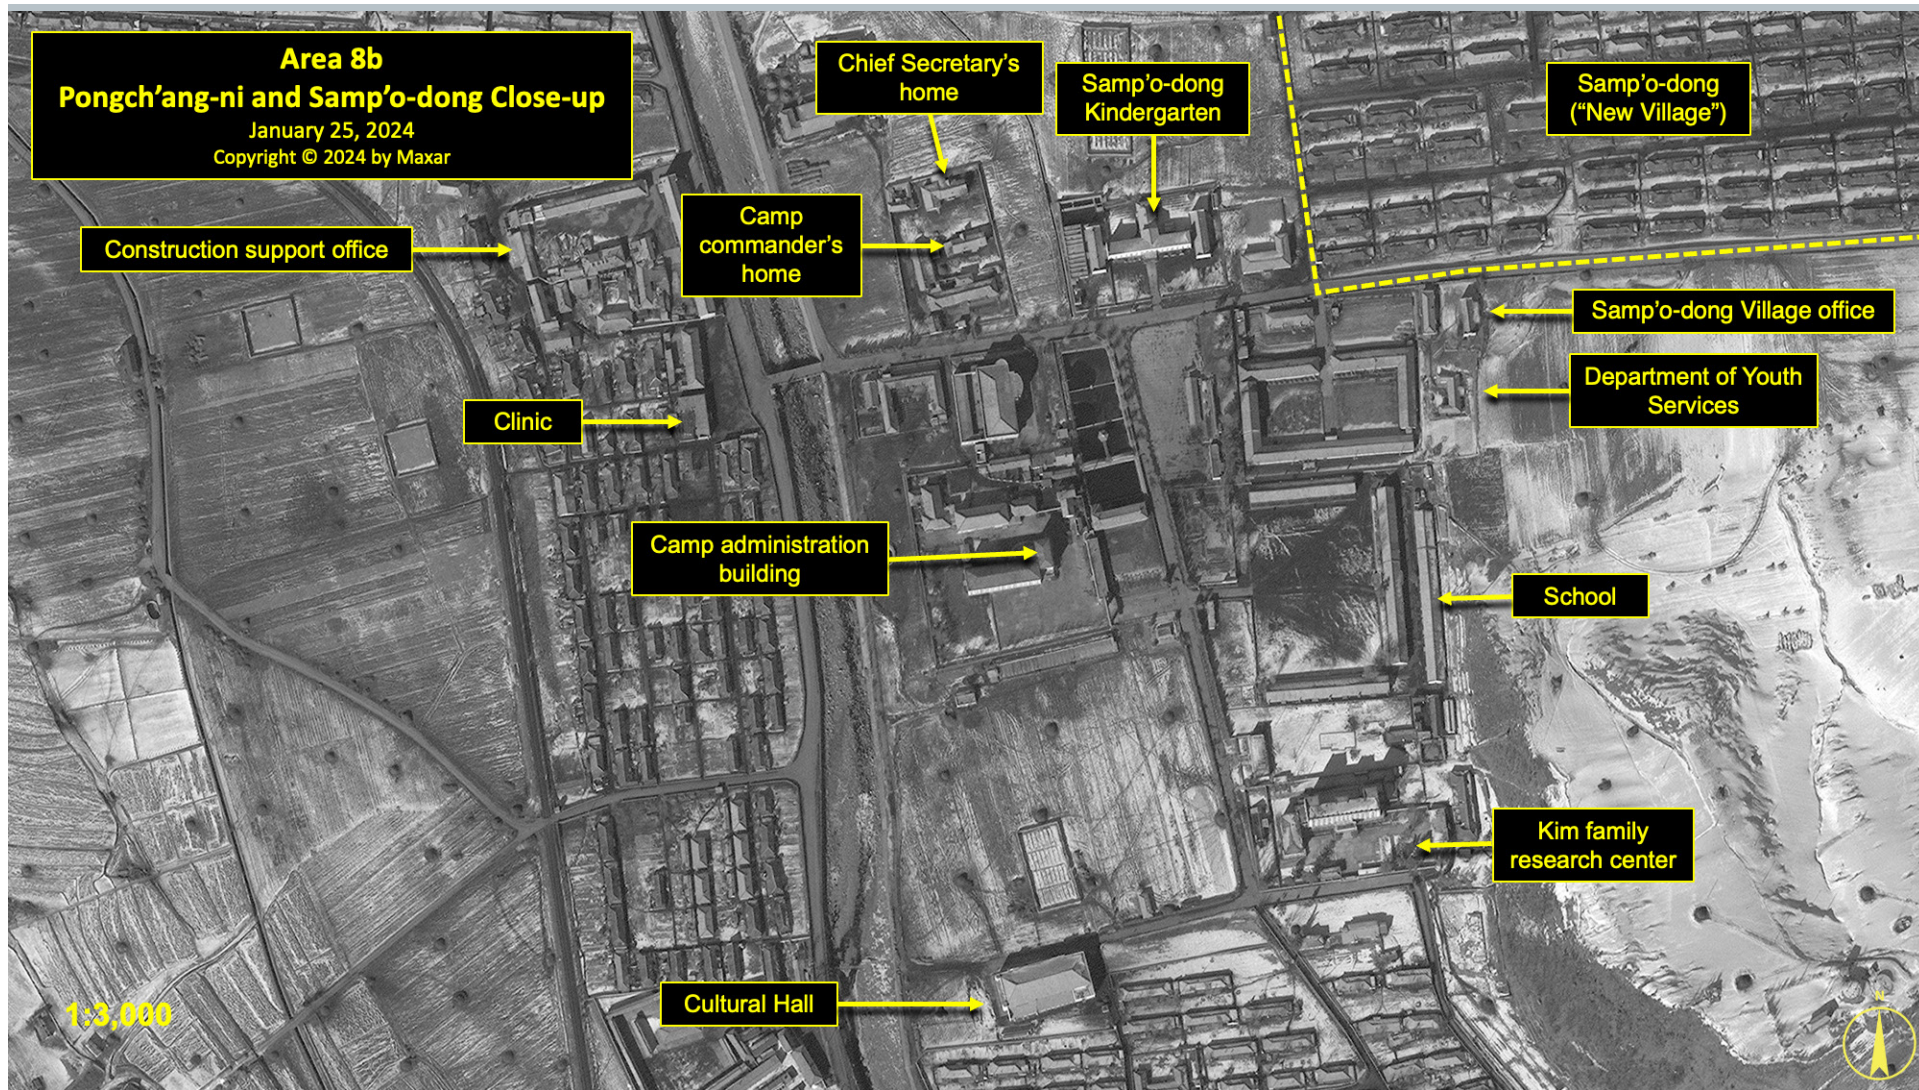 Area 8b
Pongch’ang-ni and Samp’o-dong Close-up
January 25, 2024
Copyright © 2024 by Maxar
Chief Secretary’s
home
Samp’o-dong
Kindergarten
Samp’o-dong
(“New Village”)
Construction support office
Camp
commander’s
home
Samp’o-dong Village office
Department of Youth
Services
Clinic
Camp administration
building
School
Kim family
research center
Cultural Hall
1:3,000
N